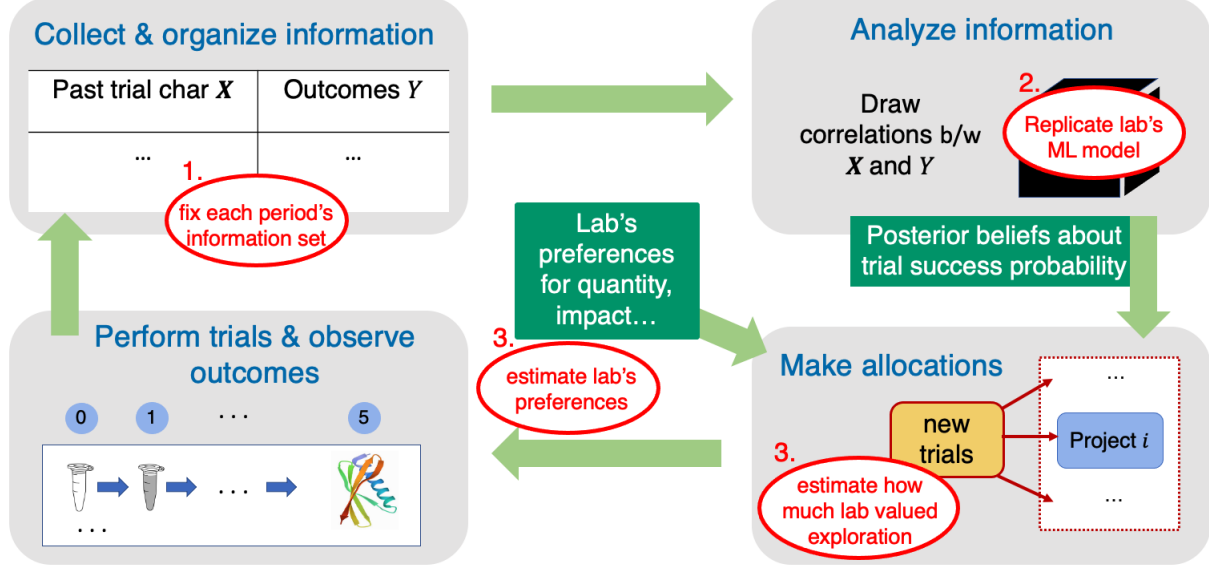 Collect & organize information
Past trial char X
Outcomes Y
...
...
1.
fix each period's
information set
Analyze information
Draw
correlations b/w
X and Y
2.
Replicate lab's
ML model
Posterior beliefs about
trial success probability
Lab's
preferences
for quantity,
impact...
3.
estimate lab's
preferences
Perform trials & observe
outcomes
0
1
...
5
...
...
Make allocations
new
trials
...
Project i
...
3.
estimate how
much lab valued
exploration